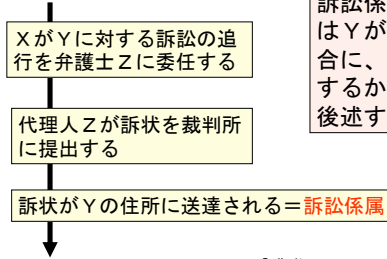 訴訟係
はYが
合に、
するか
後述す
XがYに対する訴訟の追
行を弁護士Zに委任する
代理人Zが訴状を裁判所
に提出する
訴状がYの住所に送達される＝訴訟係属